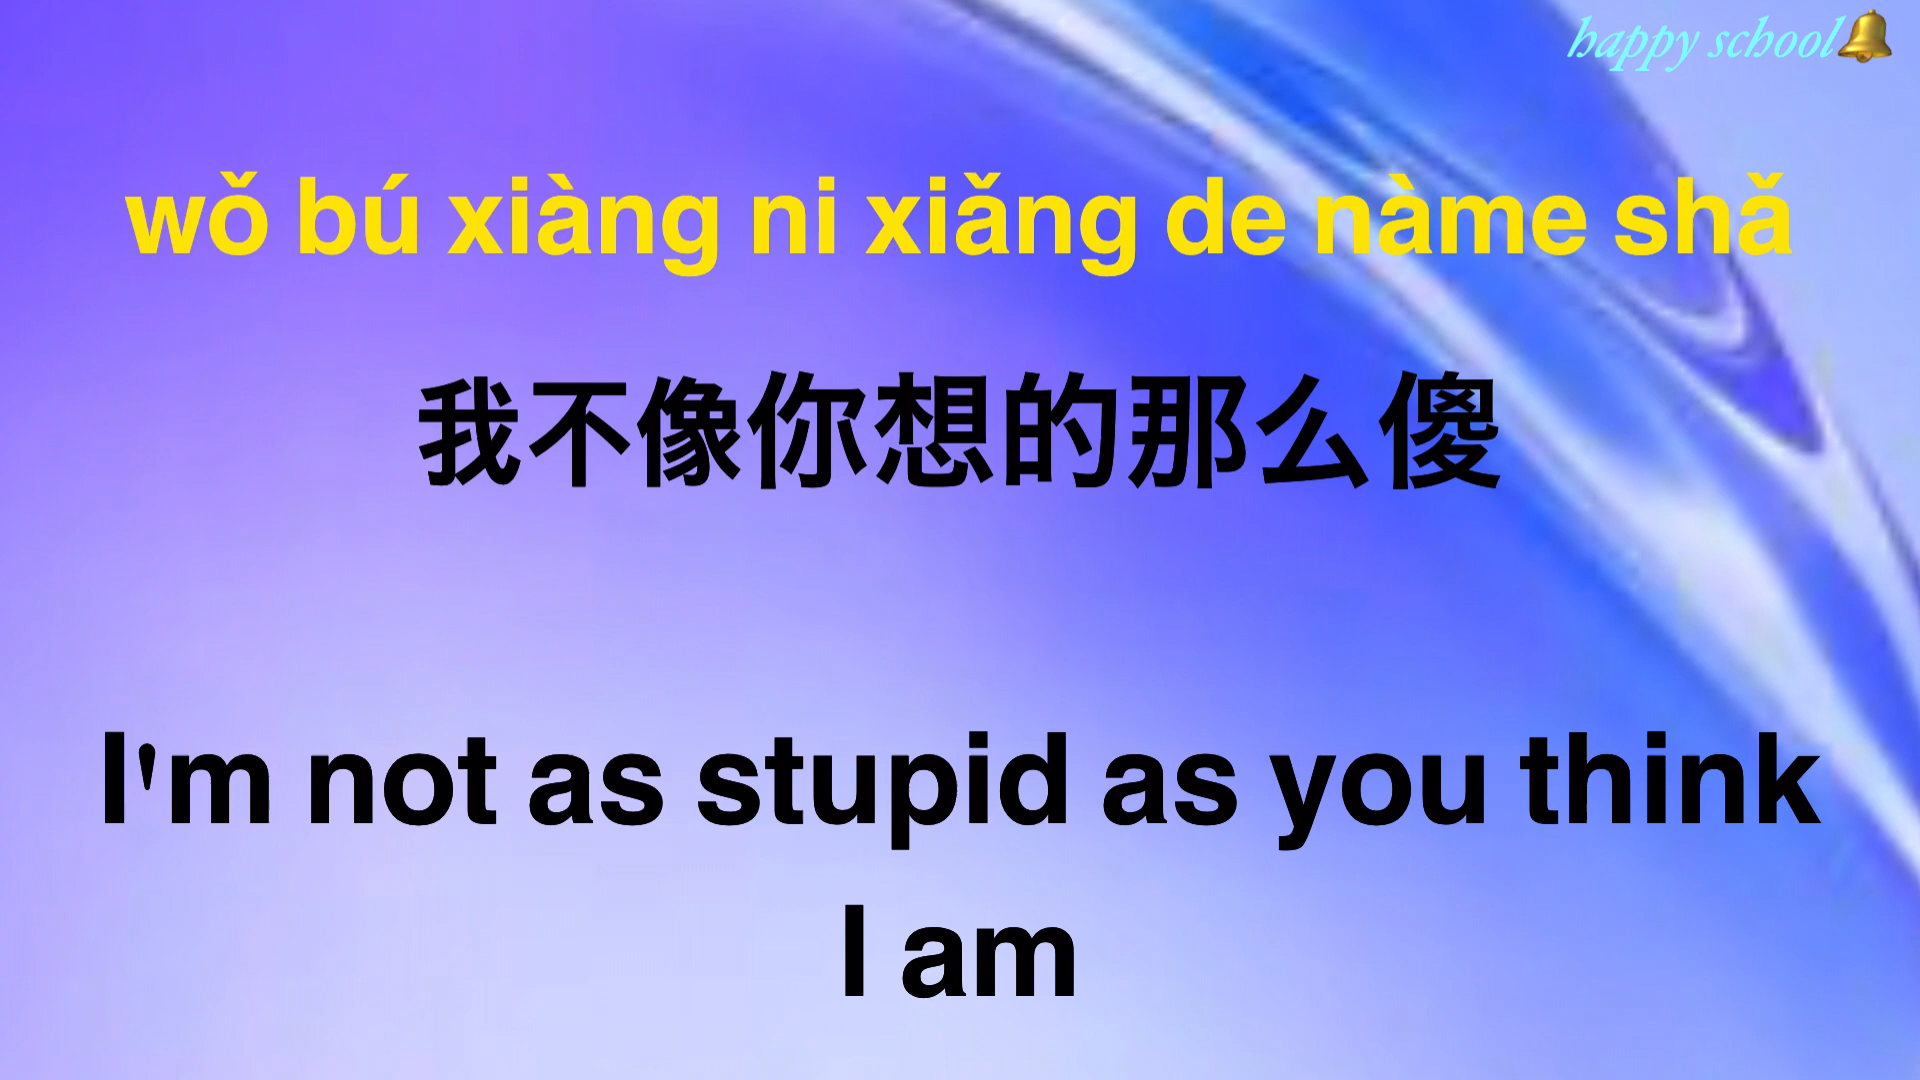 happy school🔔
wǒ bú xiàng ni xiǎng de nàme shǎ
我不像你想的那么傻
I'm not as stupid as you think
I am